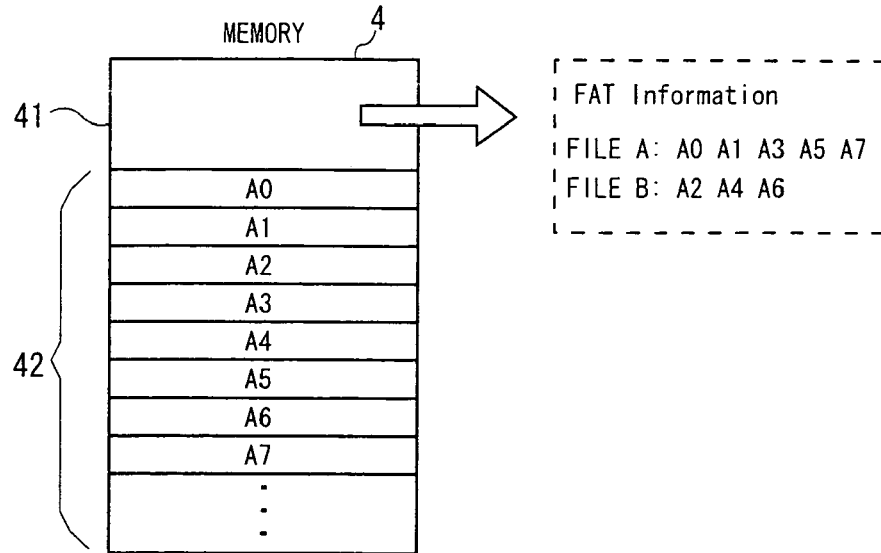 MEMORY
4
41
FAT Information
FILE A: A0 A1 A3 A5 A7
FILE B: A2 A4 A6
42
A0
A1
A2
A3
A4
A5
A6
A7